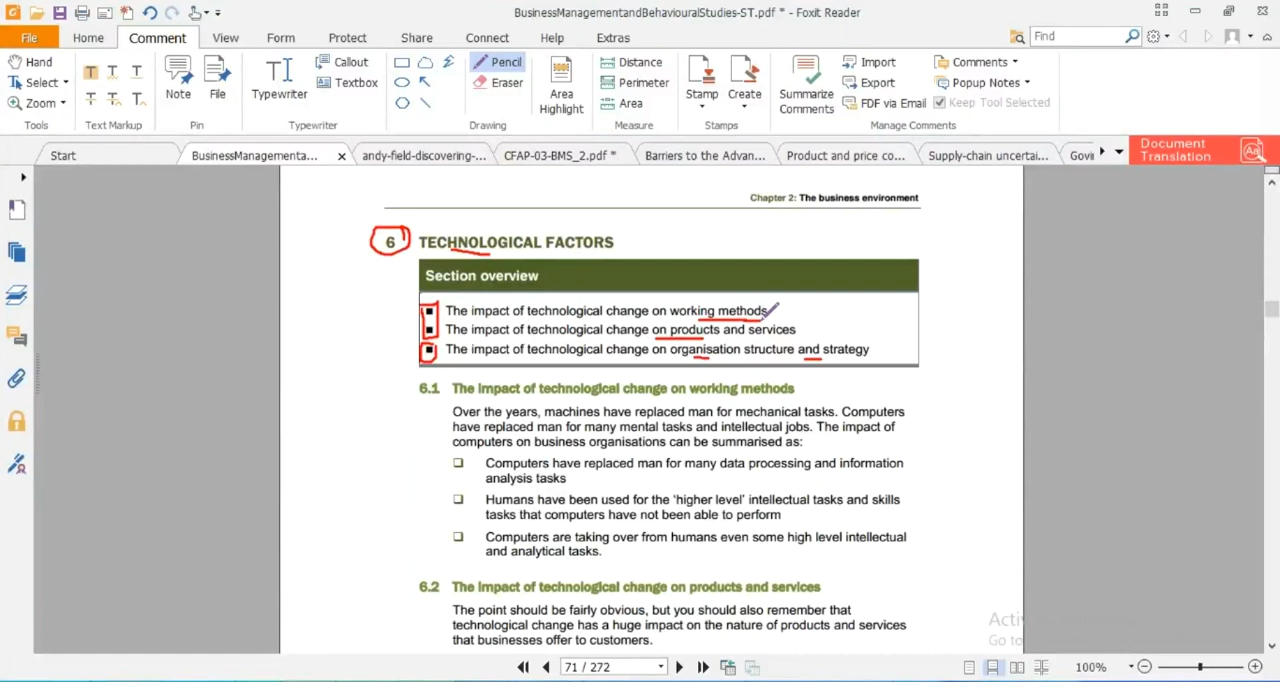 BusinessManagementandBehaviouralStudies-ST.pdf * - Foxit Reader
File Home Comment View Form Protect Share Connect Help Extras Find
Hand
Select
Zoom
Tools
Text Markup
Note
File
Pin
Typewriter
Callout
Textbox
Typewriter
Pencil
Eraser
Drawing
Area
Highlight
Distance
Perimeter
Area
Measure
Stamp
Create
Stamps
Summarize
Comments
Import
Export
FDF via Email
Comments
Popup Notes
Keep Tool Selected
Manage Comments
Start BusinessManagementa... andy-field-discovering-... CFAP-03-BMS_2.pdf * Barriers to the Advan... Product and price co... Supply-chain uncertai... Govi
Document
Translation
Chapter 2: The business environment
6 TECHNOLOGICAL FACTORS
Section overview
■ The impact of technological change on working methods
■ The impact of technological change on products and services
■ The impact of technological change on organisation structure and strategy
6.1 The impact of technological change on working methods
Over the years, machines have replaced man for mechanical tasks. Computers
have replaced man for many mental tasks and intellectual jobs. The impact of
computers on business organisations can be summarised as:
❑ Computers have replaced man for many data processing and information
analysis tasks
❑ Humans have been used for the 'higher level' intellectual tasks and skills
tasks that computers have not been able to perform
❑ Computers are taking over from humans even some high level intellectual
and analytical tasks.
6.2 The impact of technological change on products and services
The point should be fairly obvious, but you should also remember that
technological change has a huge impact on the nature of products and services
that businesses offer to customers.
Acti
Go to
71 / 272
100%